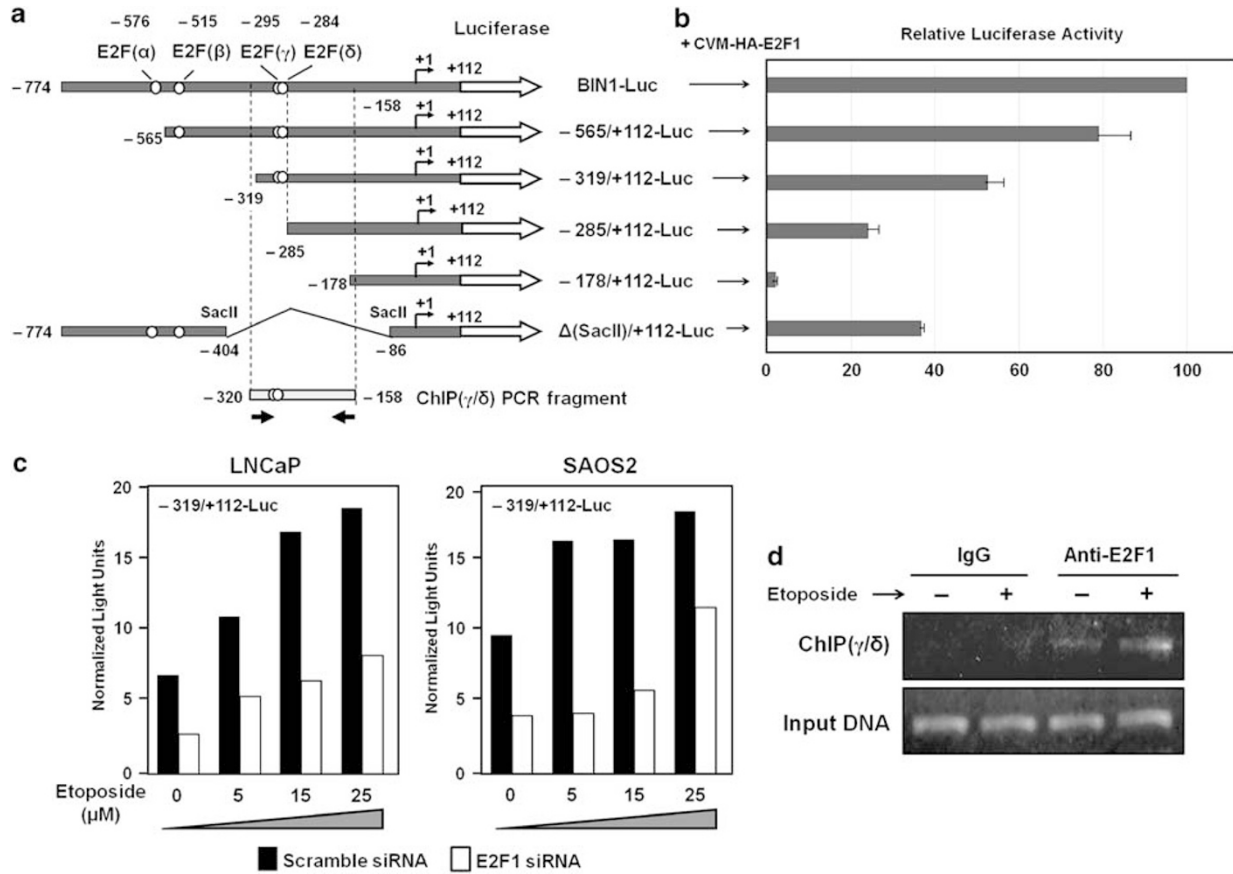 a
– 576
– 515
– 295
– 284
E2F(α)
E2F(β)
E2F(γ)
E2F(δ)
Luciferase
– 774
+1
+112
– 158
BIN1-Luc
– 565
+1
+112
– 565/+112-Luc
– 319
+1
+112
– 319/+112-Luc
– 285
+1
+112
– 285/+112-Luc
– 178
+1
+112
– 178/+112-Luc
– 774
SacII
SacII
+1
+112
– 404
– 86
Δ(SacII)/+112-Luc
– 320
– 158
ChIP(γ/δ) PCR fragment
b
+ CVM-HA-E2F1
Relative Luciferase Activity
0 20 40 60 80 100
c
LNCaP
– 319/+112-Luc
Normalized Light Units
20
15
10
5
0
Etoposide
(µM)
0 5 15 25
SAOS2
– 319/+112-Luc
Normalized Light Units
20
15
10
5
0
0 5 15 25
Scramble siRNA
E2F1 siRNA
d
IgG
Anti-E2F1
Etoposide
– + – +
ChIP(γ/δ)
Input DNA